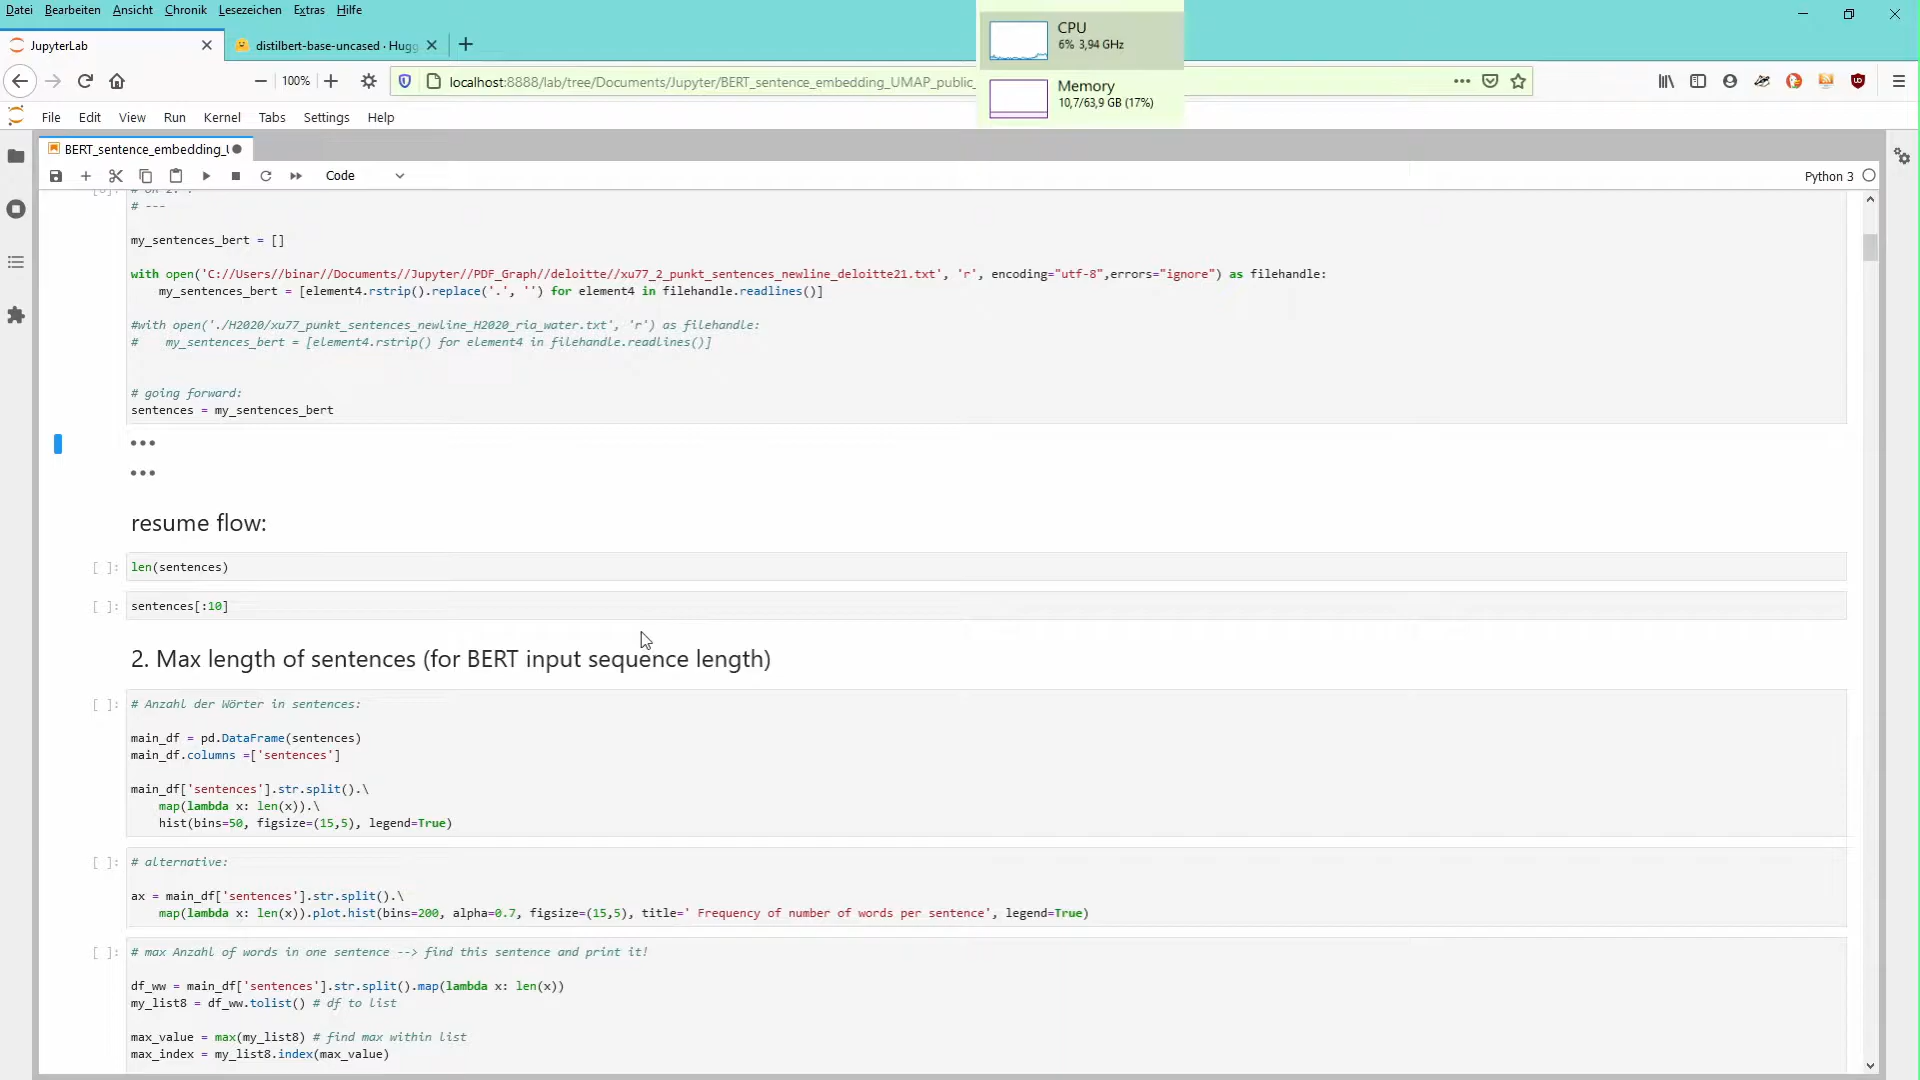 Datei Bearbeiten Ansicht Chronik Lesezeichen Extras Hilfe
JupyterLab
distilbert-base-uncased · Hugg
CPU
6% 3,94 GHz
Memory
10,7/63,9 GB (17%)
100%
localhost:8888/lab/tree/Documents/Jupyter/BERT_sentence_embedding_UMAP_public_
File Edit View Run Kernel Tabs Settings Help
BERT_sentence_embedding_U
Code
Python 3
# ---
my_sentences_bert = []
with open('C://Users//binar//Documents//Jupyter//PDF_Graph//deloitte//xu77_2_punkt_sentences_newline_deloitte21.txt', 'r', encoding="utf-8",errors="ignore") as filehandle:
my_sentences_bert = [element4.rstrip().replace('.', '') for element4 in filehandle.readlines()]
#with open('./H2020/xu77_punkt_sentences_newline_H2020_ria_water.txt', 'r') as filehandle:
#    my_sentences_bert = [element4.rstrip() for element4 in filehandle.readlines()]
# going forward:
sentences = my_sentences_bert
resume flow:
[ ]: len(sentences)
[ ]: sentences[:10]
2. Max length of sentences (for BERT input sequence length)
[ ]: # Anzahl der Wörter in sentences:
main_df = pd.DataFrame(sentences)
main_df.columns =['sentences']
main_df['sentences'].str.split().\
map(lambda x: len(x)).\
hist(bins=50, figsize=(15,5), legend=True)
[ ]: # alternative:
ax = main_df['sentences'].str.split().\
map(lambda x: len(x)).plot.hist(bins=200, alpha=0.7, figsize=(15,5), title=' Frequency of number of words per sentence', legend=True)
[ ]: # max Anzahl of words in one sentence --> find this sentence and print it!
df_ww = main_df['sentences'].str.split().map(lambda x: len(x))
my_list8 = df_ww.tolist() # df to list
max_value = max(my_list8) # find max within list
max_index = my_list8.index(max_value)